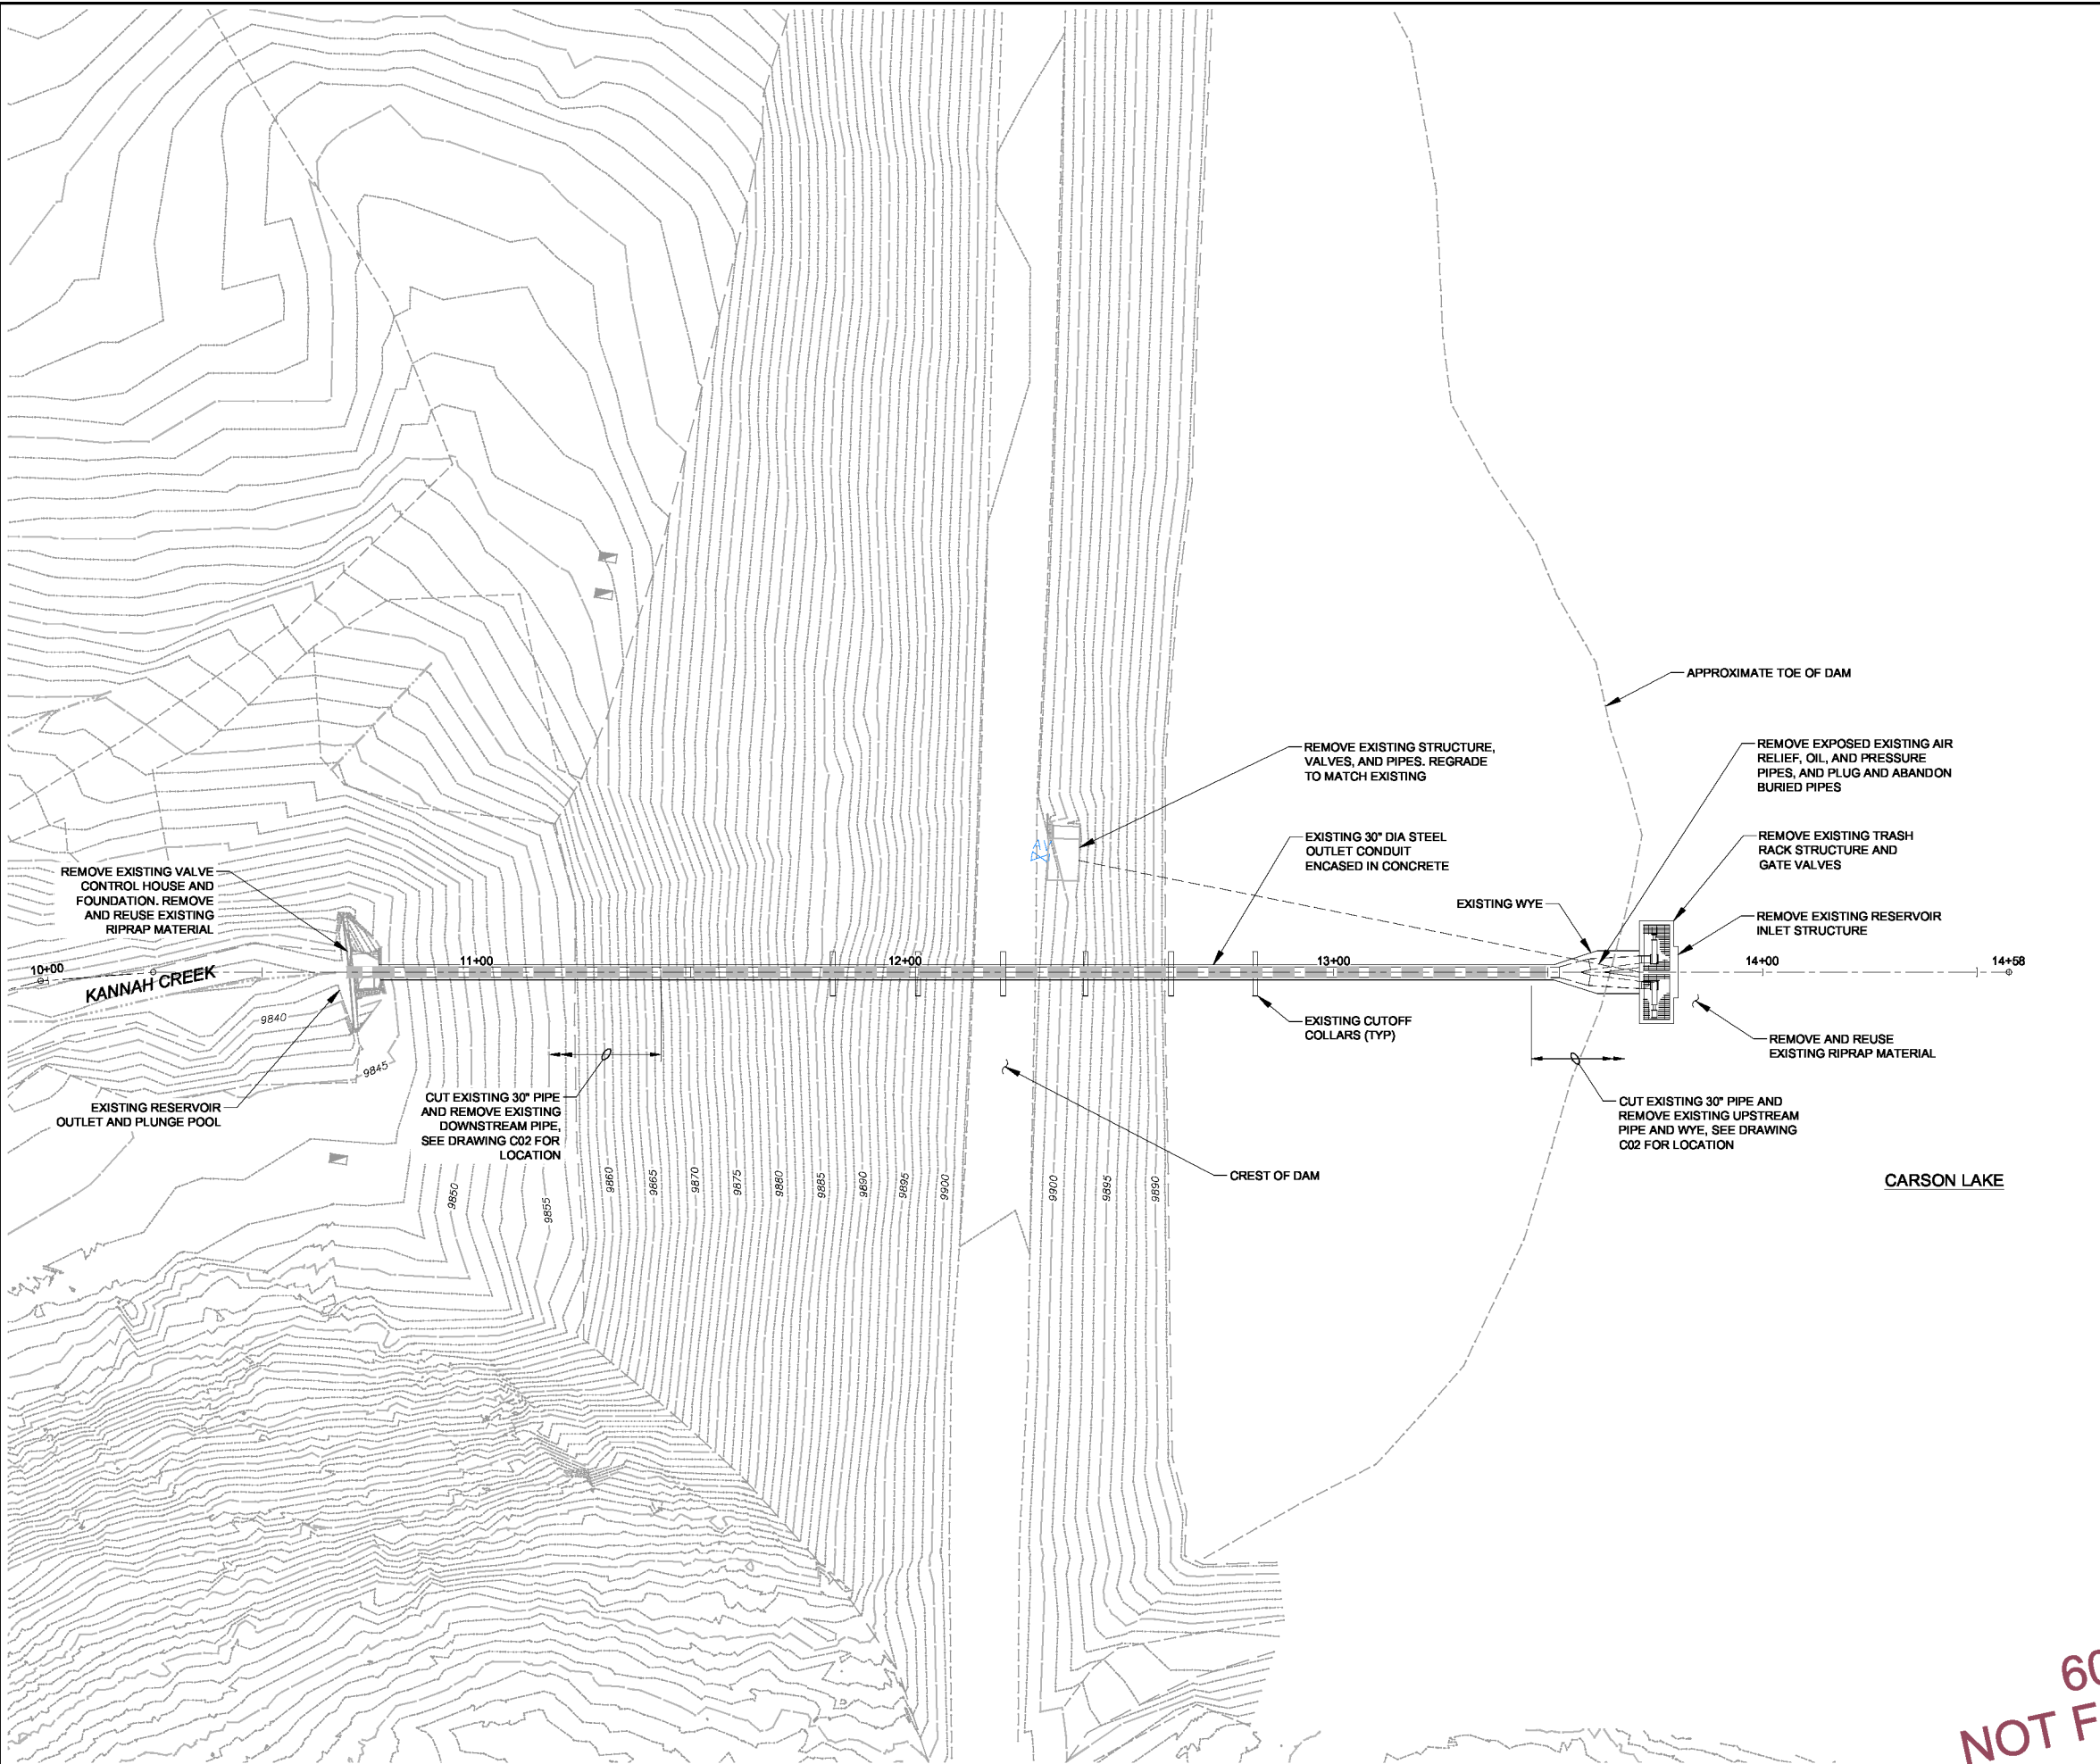 APPROXIMATE TOE OF DAM
REMOVE EXISTING STRUCTURE,
VALVES, AND PIPES. REGRADE
TO MATCH EXISTING
REMOVE EXPOSED EXISTING AIR
RELIEF, OIL, AND PRESSURE
PIPES, AND PLUG AND ABANDON
BURIED PIPES
EXISTING 30" DIA STEEL
OUTLET CONDUIT
ENCASED IN CONCRETE
REMOVE EXISTING TRASH
RACK STRUCTURE AND
GATE VALVES
AV
REMOVE EXISTING VALVE
CONTROL HOUSE AND
FOUNDATION. REMOVE
AND REUSE EXISTING
RIPRAP MATERIAL
EXISTING WYE
REMOVE EXISTING RESERVOIR
INLET STRUCTURE
10+00
11+00
12+00
13+00
14+00
14+58
KANNAH CREEK
9840
EXISTING CUTOFF
COLLARS (TYP)
REMOVE AND REUSE
EXISTING RIPRAP MATERIAL
9845
EXISTING RESERVOIR
OUTLET AND PLUNGE POOL
CUT EXISTING 30" PIPE
AND REMOVE EXISTING
DOWNSTREAM PIPE,
SEE DRAWING C02 FOR
LOCATION
CUT EXISTING 30" PIPE AND
REMOVE EXISTING UPSTREAM
PIPE AND WYE, SEE DRAWING
C02 FOR LOCATION
CREST OF DAM
CARSON LAKE
9850
9855
9860
9865
9870
9875
9880
9885
9890
9895
9900
9900
9895
9890
60
NOT F